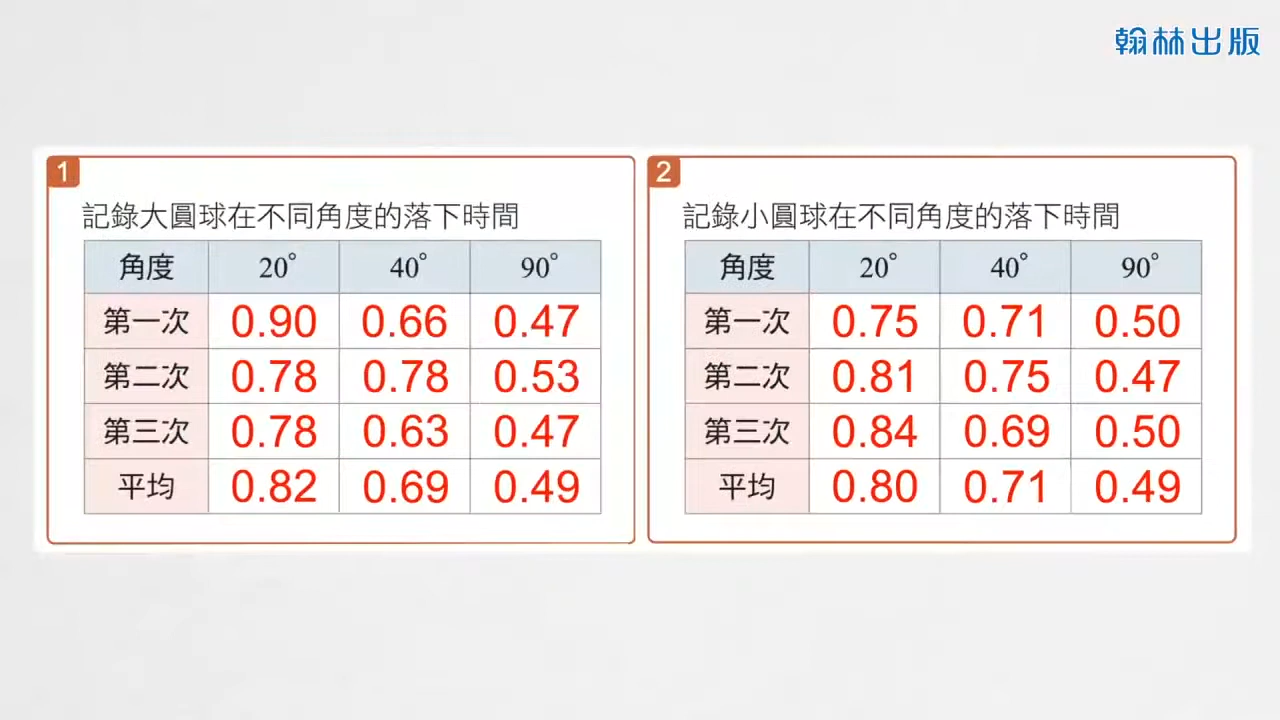 翰林出版
1
記錄大圓球在不同角度的落下時間
角度 20° 40° 90°
第一次 0.90 0.66 0.47
第二次 0.78 0.78 0.53
第三次 0.78 0.63 0.47
平均 0.82 0.69 0.49
2
記錄小圓球在不同角度的落下時間
角度 20° 40° 90°
第一次 0.75 0.71 0.50
第二次 0.81 0.75 0.47
第三次 0.84 0.69 0.50
平均 0.80 0.71 0.49